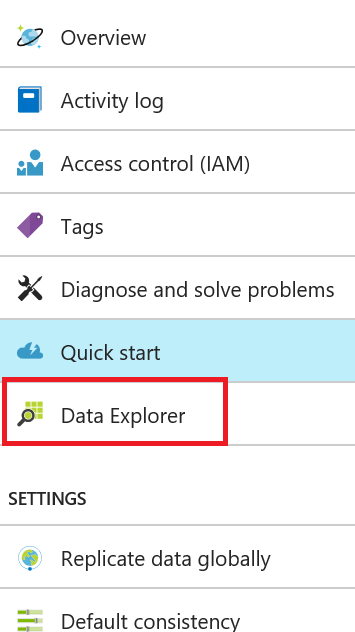 Overview
Activity log
Access control (IAM)
Tags
Diagnose and solve problems
Quick start
Data Explorer
SETTINGS
Replicate data globally
Default consistency